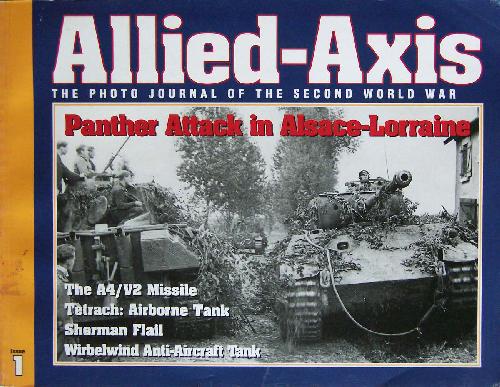 Allied-Axis
THE PHOTO JOURNAL OF THE SECOND WORLD WAR
Panther Attack in Alsace-Lorraine
The A4/V2 Missile
Tetrach: Airborne Tank
Sherman Flail
Wirbelwind Anti-Aircraft Tank
Issue
1